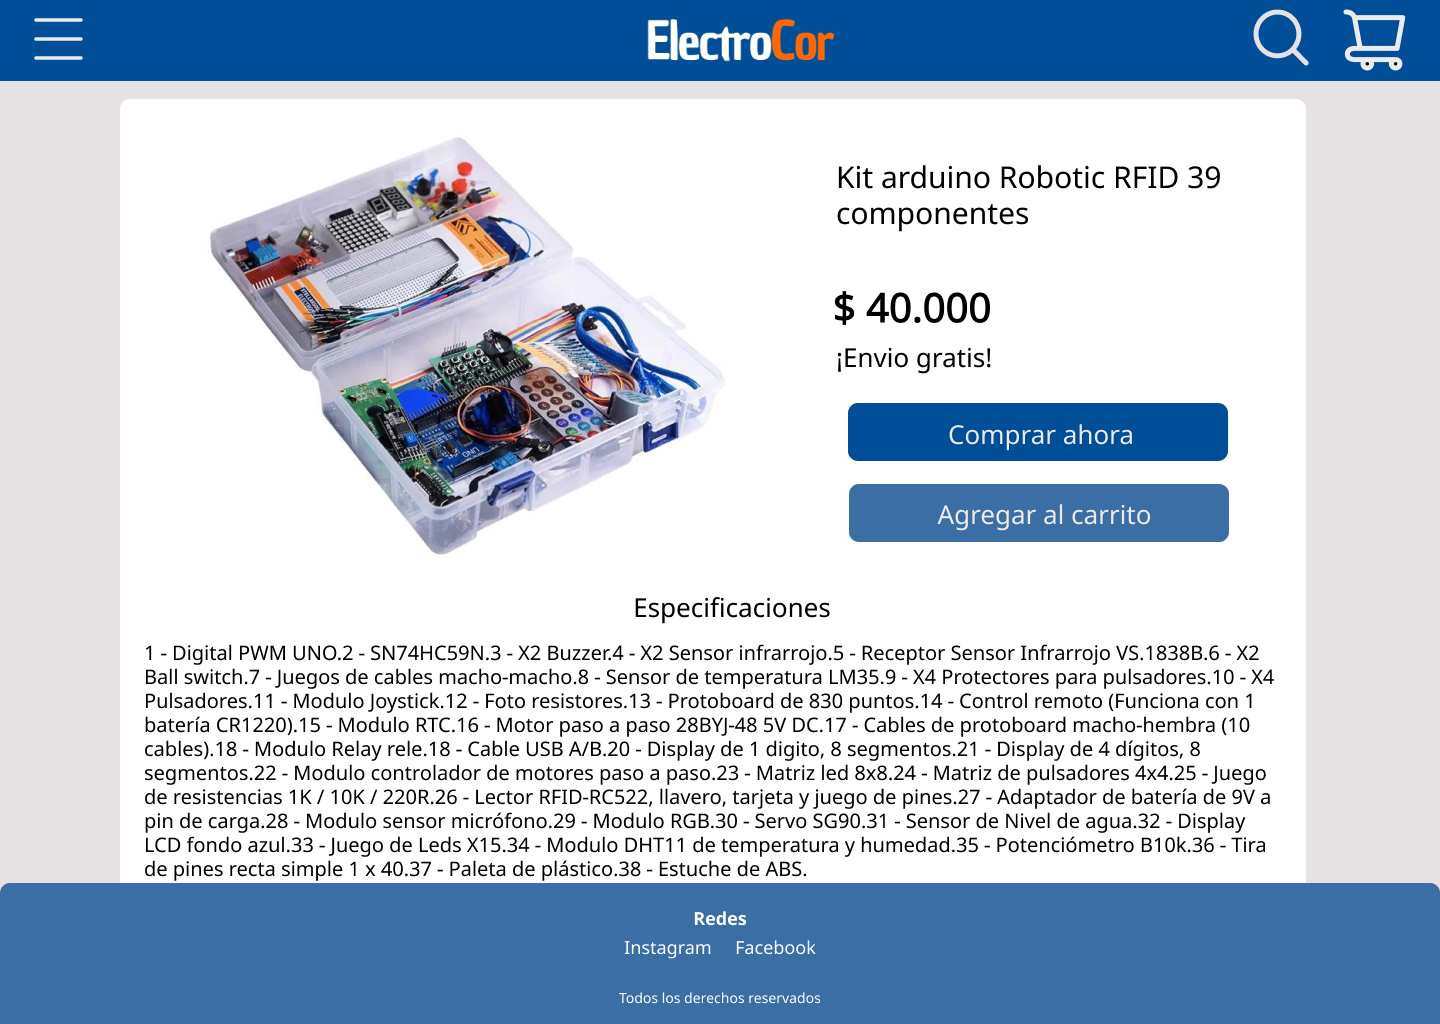 ElectroCor
Kit arduino Robotic RFID 39
componentes
$ 40.000
¡Envio gratis!
Comprar ahora
Agregar al carrito
Especificaciones
1 - Digital PWM UNO.2 - SN74HC59N.3 - X2 Buzzer.4 - X2 Sensor infrarrojo.5 - Receptor Sensor Infrarrojo VS.1838B.6 - X2
Ball switch.7 - Juegos de cables macho-macho.8 - Sensor de temperatura LM35.9 - X4 Protectores para pulsadores.10 - X4
Pulsadores.11 - Modulo Joystick.12 - Foto resistores.13 - Protoboard de 830 puntos.14 - Control remoto (Funciona con 1
batería CR1220).15 - Modulo RTC.16 - Motor paso a paso 28BYJ-48 5V DC.17 - Cables de protoboard macho-hembra (10
cables).18 - Modulo Relay rele.18 - Cable USB A/B.20 - Display de 1 digito, 8 segmentos.21 - Display de 4 dígitos, 8
segmentos.22 - Modulo controlador de motores paso a paso.23 - Matriz led 8x8.24 - Matriz de pulsadores 4x4.25 - Juego
de resistencias 1K / 10K / 220R.26 - Lector RFID-RC522, llavero, tarjeta y juego de pines.27 - Adaptador de batería de 9V a
pin de carga.28 - Modulo sensor micrófono.29 - Modulo RGB.30 - Servo SG90.31 - Sensor de Nivel de agua.32 - Display
LCD fondo azul.33 - Juego de Leds X15.34 - Modulo DHT11 de temperatura y humedad.35 - Potenciómetro B10k.36 - Tira
de pines recta simple 1 x 40.37 - Paleta de plástico.38 - Estuche de ABS.
Redes
Instagram Facebook
Todos los derechos reservados